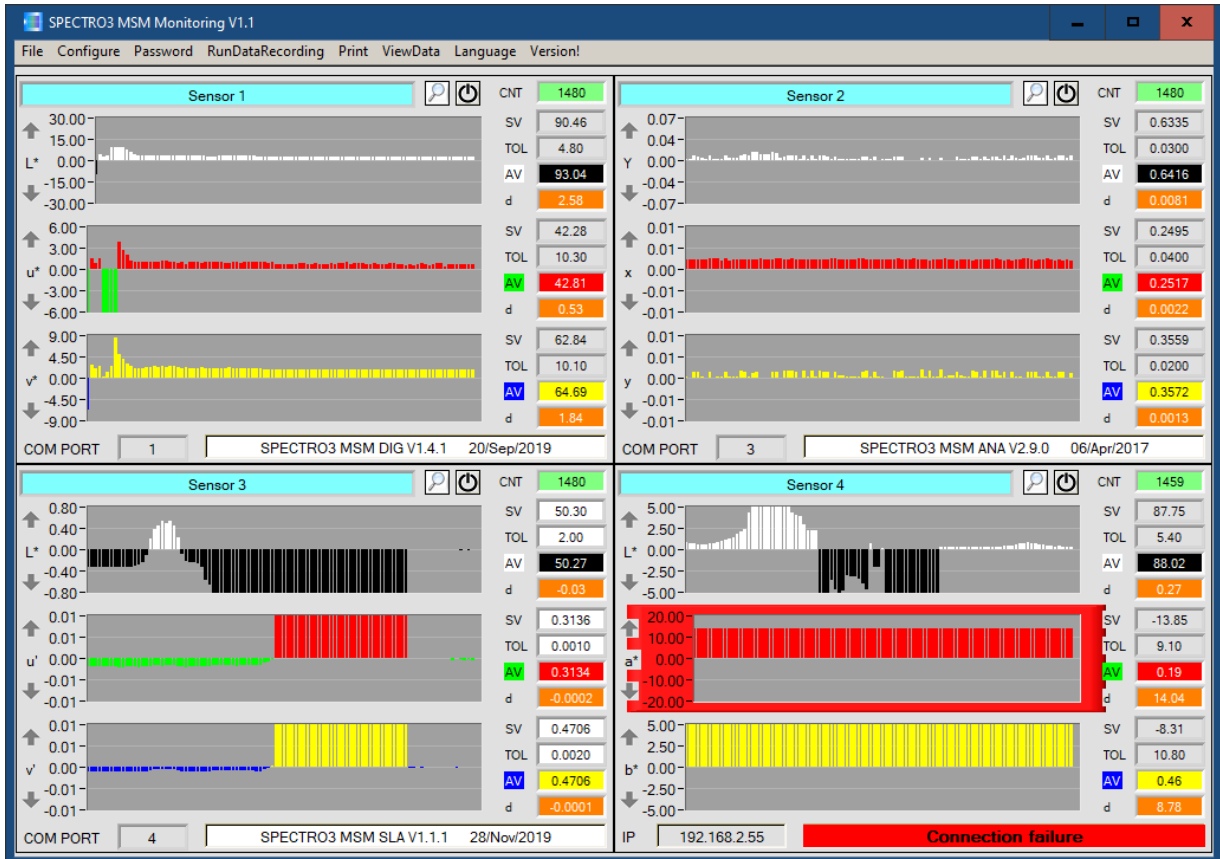 SPECTRO3 MSM Monitoring V1.1
File Configure Password RunDataRecording Print ViewData Language Version!
Sensor 1
CNT 1480
30.00
15.00
L* 0.00
-15.00
-30.00
SV 90.46
TOL 4.80
AV 93.04
d 2.58
6.00
3.00
u* 0.00
-3.00
-6.00
SV 42.28
TOL 10.30
AV 42.81
d 0.53
9.00
4.50
v* 0.00
-4.50
-9.00
SV 62.84
TOL 10.10
AV 64.69
d 1.84
COM PORT 1 SPECTRO3 MSM DIG V1.4.1 20/Sep/2019
Sensor 2
CNT 1480
0.07
0.04
Y 0.00
-0.04
-0.07
SV 0.6335
TOL 0.0300
AV 0.6416
d 0.0081
0.01
0.01
x 0.00
-0.01
-0.01
SV 0.2495
TOL 0.0400
AV 0.2517
d 0.0022
0.01
0.01
y 0.00
-0.01
-0.01
SV 0.3559
TOL 0.0200
AV 0.3572
d 0.0013
COM PORT 3 SPECTRO3 MSM ANA V2.9.0 06/Apr/2017
Sensor 3
CNT 1480
0.80
0.40
L* 0.00
-0.40
-0.80
SV 50.30
TOL 2.00
AV 50.27
d -0.03
0.01
0.01
u' 0.00
-0.01
-0.01
SV 0.3136
TOL 0.0010
AV 0.3134
d -0.0002
0.01
0.01
v' 0.00
-0.01
-0.01
SV 0.4706
TOL 0.0020
AV 0.4706
d -0.0001
COM PORT 4 SPECTRO3 MSM SLA V1.1.1 28/Nov/2019
Sensor 4
CNT 1459
5.00
2.50
L* 0.00
-2.50
-5.00
SV 87.75
TOL 5.40
AV 88.02
d 0.27
20.00
10.00
a* 0.00
-10.00
-20.00
SV -13.85
TOL 9.10
AV 0.19
d 14.04
5.00
2.50
b* 0.00
-2.50
-5.00
SV -8.31
TOL 10.80
AV 0.46
d 8.78
IP 192.168.2.55 Connection failure